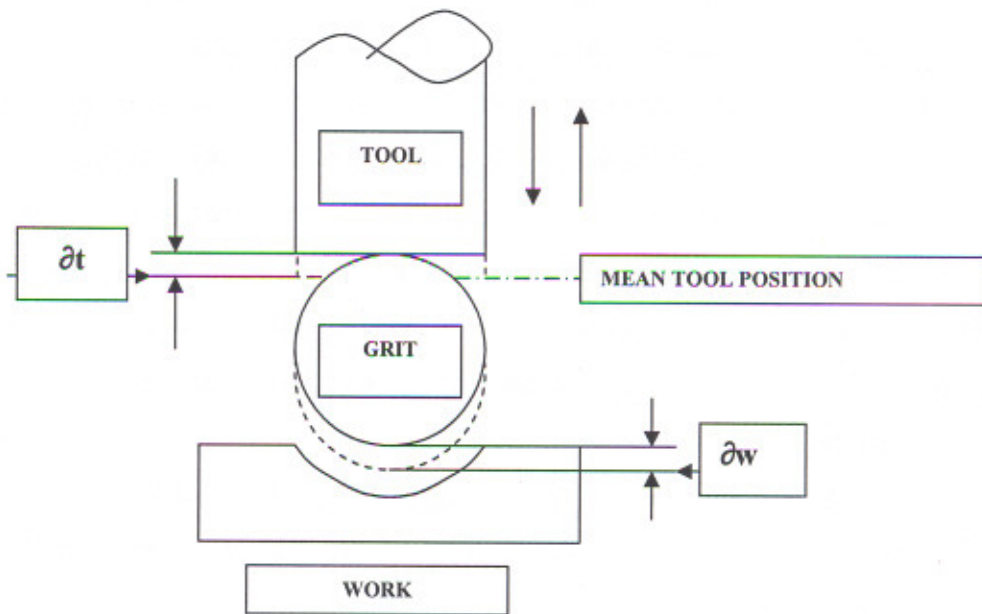 TOOL
∂t
MEAN TOOL POSITION
GRIT
∂w
WORK